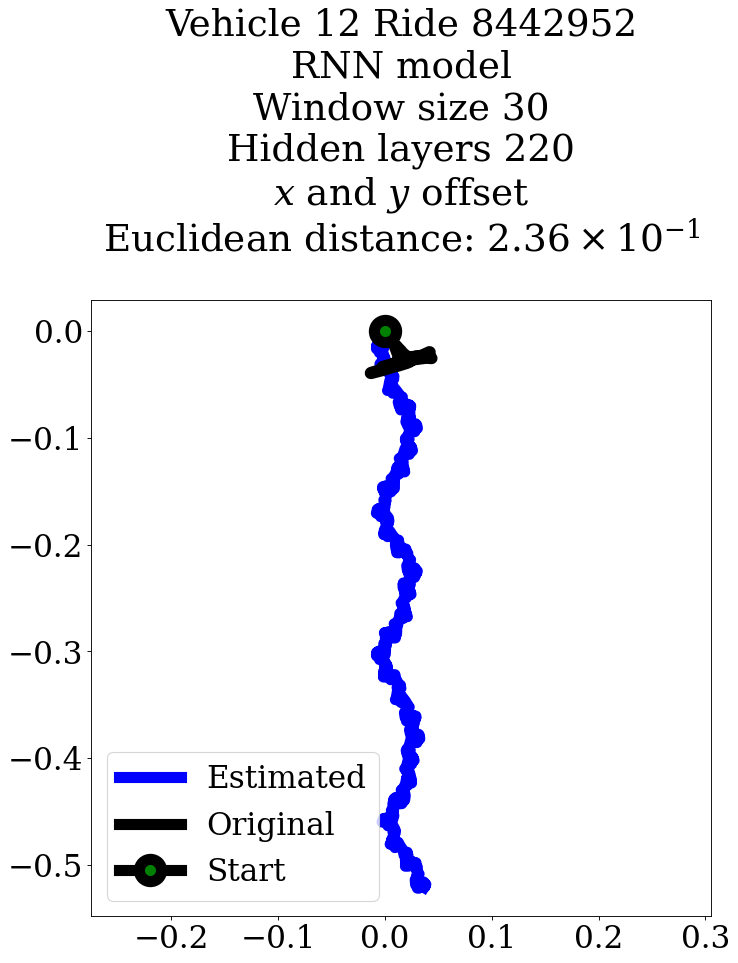 Vehicle 12 Ride 8442952
RNN model
Window size 30
Hidden layers 220
x and y offset
Euclidean distance: 2.36 × 10⁻¹
0.0
−0.1
−0.2
−0.3
−0.4
−0.5
Estimated
Original
Start
−0.2 −0.1 0.0 0.1 0.2 0.3